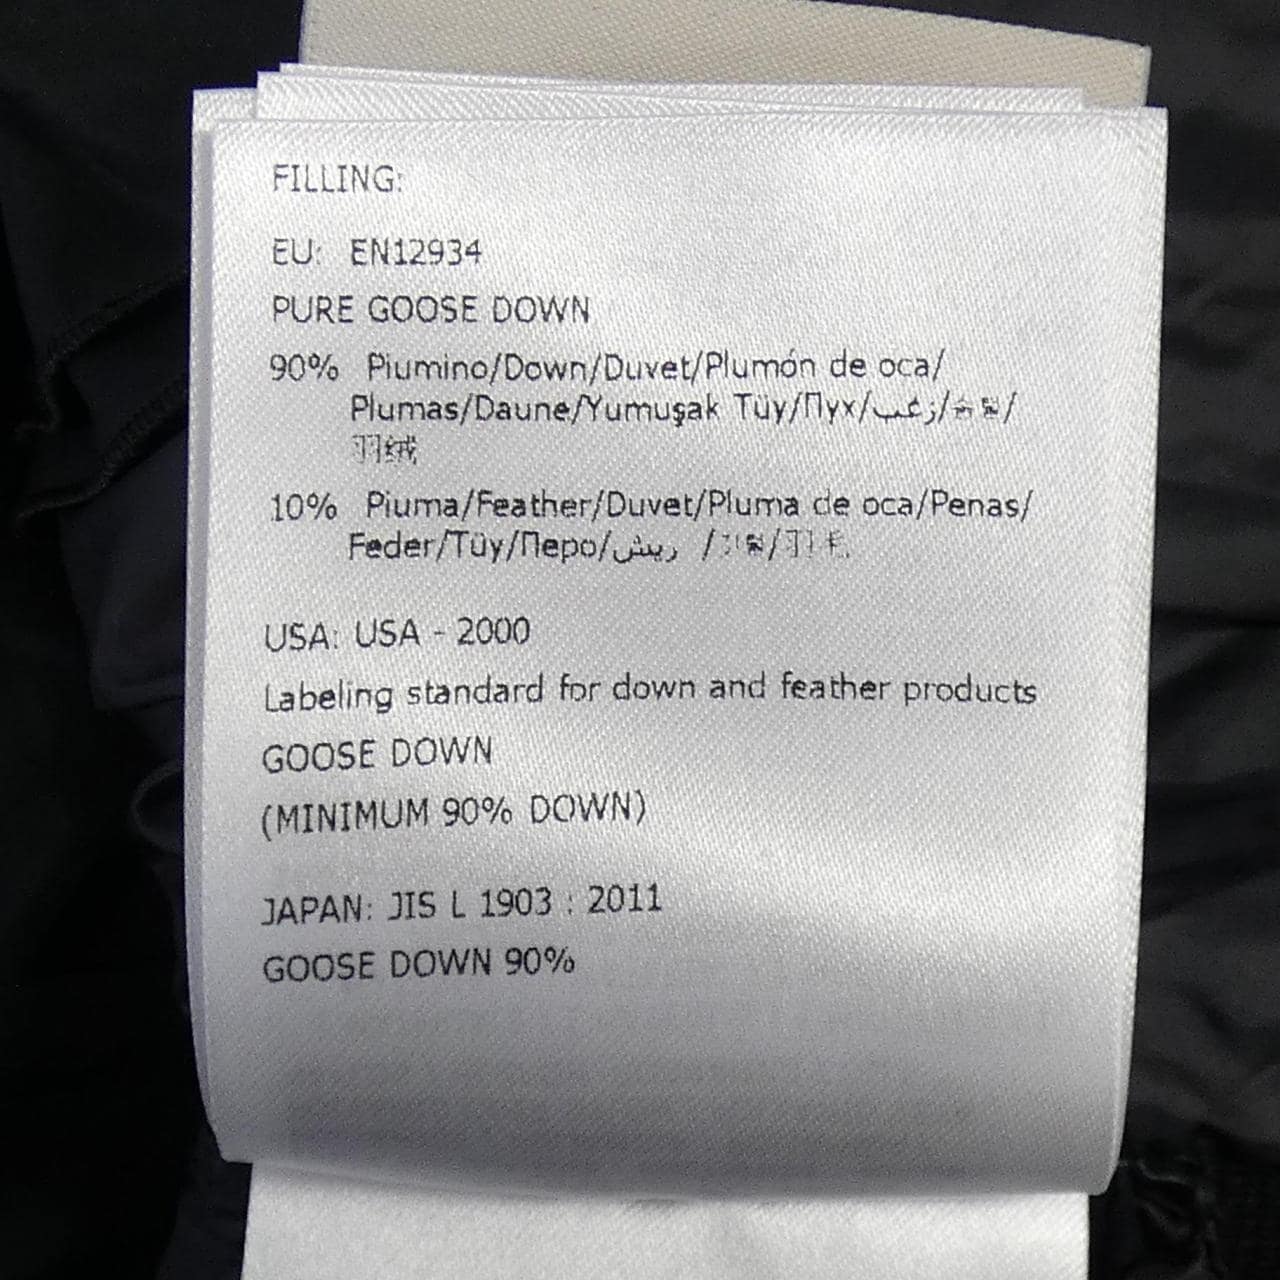 FILLING:
EU: EN12934
PURE GOOSE DOWN
90% Piumino/Down/Duvet/Plumón de oca/
Plumas/Daune/Yumuşak Tüy/Пух/زغب/
羽绒
10% Piuma/Feather/Duvet/Pluma de oca/Penas/
Feder/Tüy/Перо/ريش /
USA: USA - 2000
Labeling standard for down and feather products
GOOSE DOWN
(MINIMUM 90% DOWN)
JAPAN: JIS L 1903 : 2011
GOOSE DOWN 90%